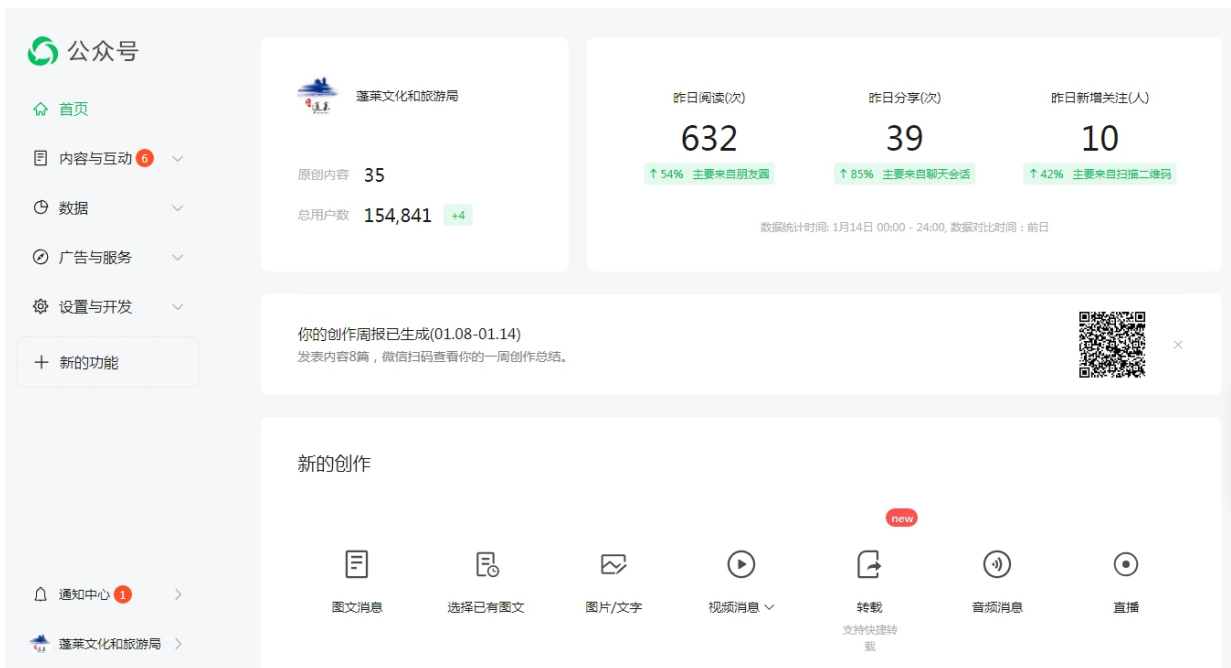 公众号
首页
内容与互动 6
数据
广告与服务
设置与开发
新的功能
通知中心 1
蓬莱文化和旅游局
蓬莱文化和旅游局
原创内容 35
总用户数 154,841 +4
昨日阅读(次) 昨日分享(次) 昨日新增关注(人)
632 39 10
↑ 54% 主要来自朋友圈 ↑ 85% 主要来自聊天会话 ↑ 42% 主要来自扫描二维码
数据统计时间: 1月14日 00:00 - 24:00, 数据对比时间：前日
你的创作周报已生成(01.08-01.14)
发表内容8篇，微信扫码查看你的一周创作总结。
新的创作
new
图文消息 选择已有图文 图片/文字 视频消息 转载 音频消息 直播
支持快捷转
载